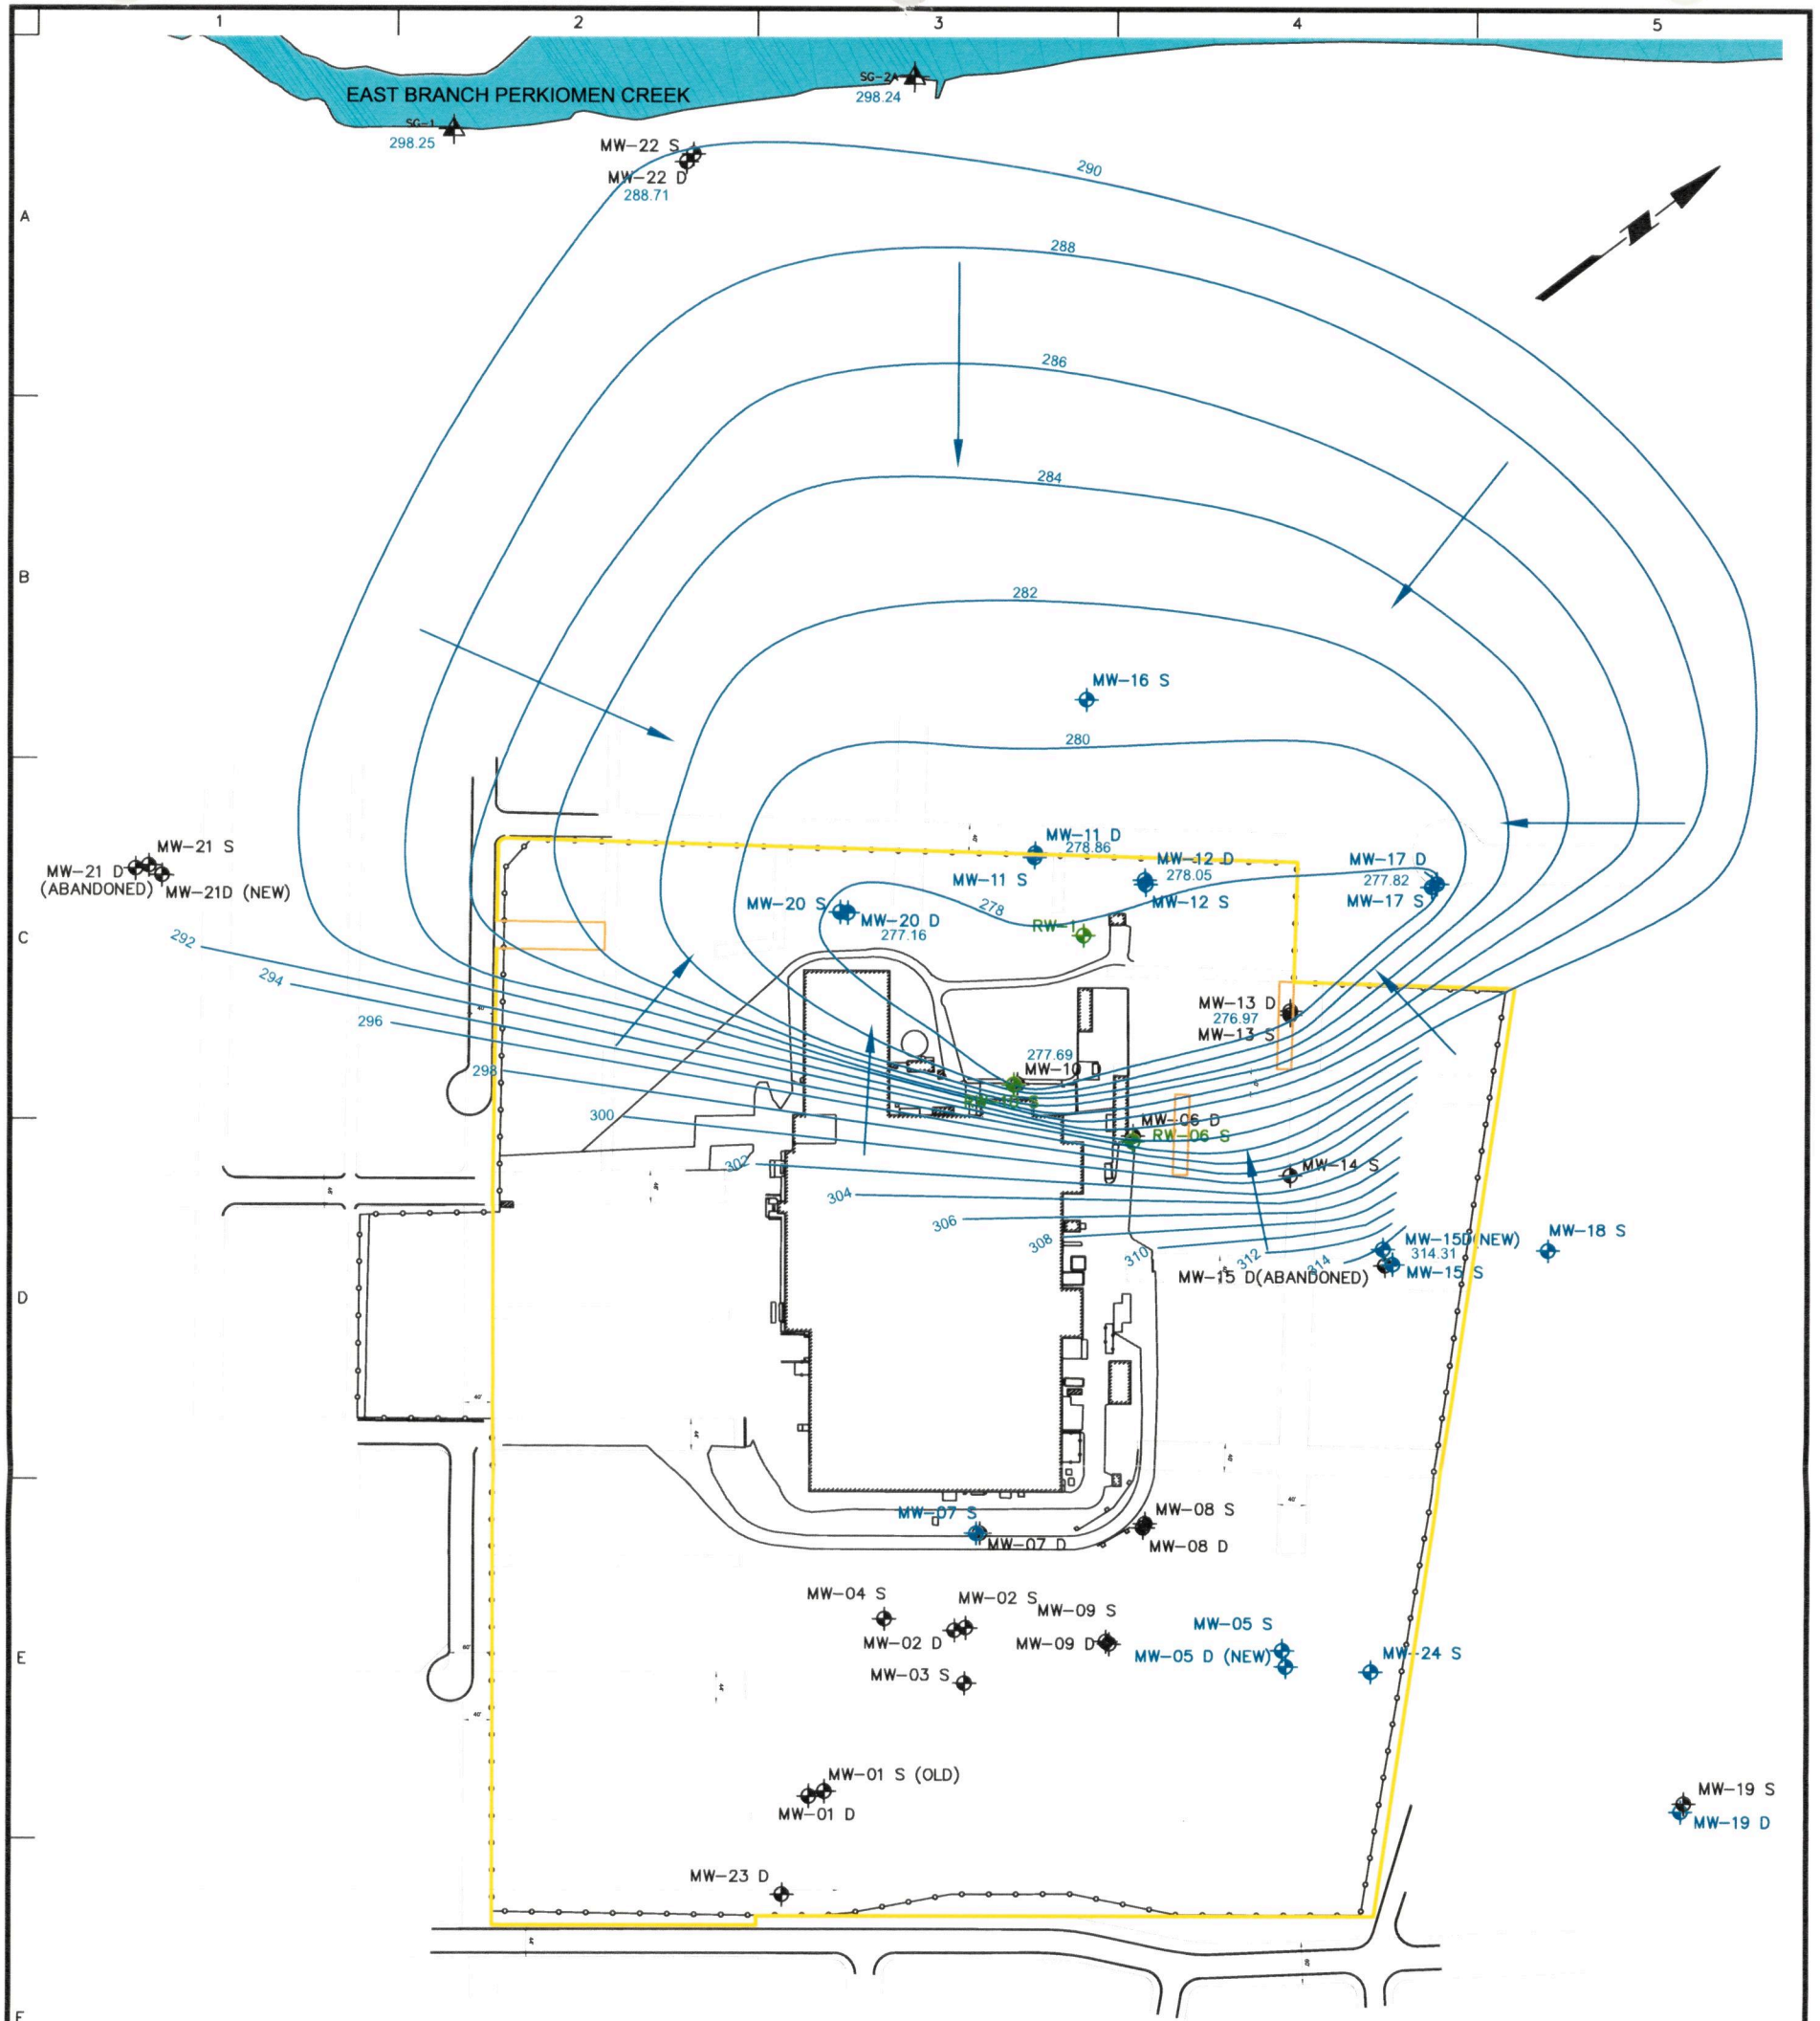 1 2 3 4 5
SG-2A
298.24
EAST BRANCH PERKIOMEN CREEK
SG-1
298.25
MW-22 S
MW-22 D
288.71
290
A
288
286
284
B
282
MW-16 S
280
MW-11 D
278.86
MW-12 D
278.05
MW-17 D
277.82
MW-17 S
MW-11 S
MW-12 S
MW-21 S
MW-21 D
(ABANDONED)
MW-21D (NEW)
MW-20 S
MW-20 D
277.16
278
RW-1
C
292
294
296
298
300
302
304
306
308
310
312
314
MW-13 D
276.97
MW-13 S
277.69
MW-10 D
MW-06 D
RW-06 S
MW-14 S
MW-15D(NEW)
314.31
MW-15 S
MW-15 D(ABANDONED)
MW-18 S
D
40'
40'
40'
MW-07 S
MW-07 D
MW-08 S
MW-08 D
MW-04 S
MW-02 S
MW-02 D
MW-09 S
MW-09 D
MW-03 S
MW-05 S
MW-05 D (NEW)
MW-24 S
E
60'
40'
MW-01 S (OLD)
MW-01 D
MW-19 S
MW-19 D
MW-23 D